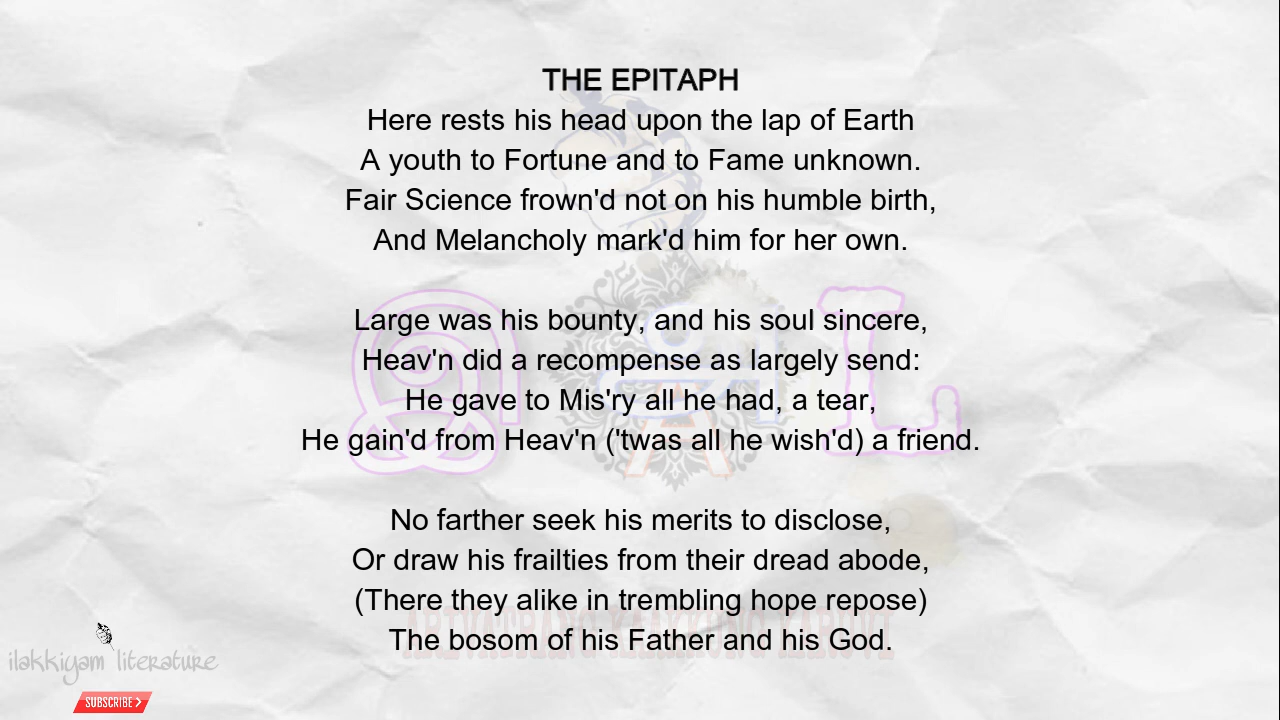 THE EPITAPH
Here rests his head upon the lap of Earth
A youth to Fortune and to Fame unknown.
Fair Science frown'd not on his humble birth,
And Melancholy mark'd him for her own.
Large was his bounty, and his soul sincere,
Heav'n did a recompense as largely send:
He gave to Mis'ry all he had, a tear,
He gain'd from Heav'n ('twas all he wish'd) a friend.
No farther seek his merits to disclose,
Or draw his frailties from their dread abode,
(There they alike in trembling hope repose)
The bosom of his Father and his God.
ilakkiyam literature
SUBSCRIBE